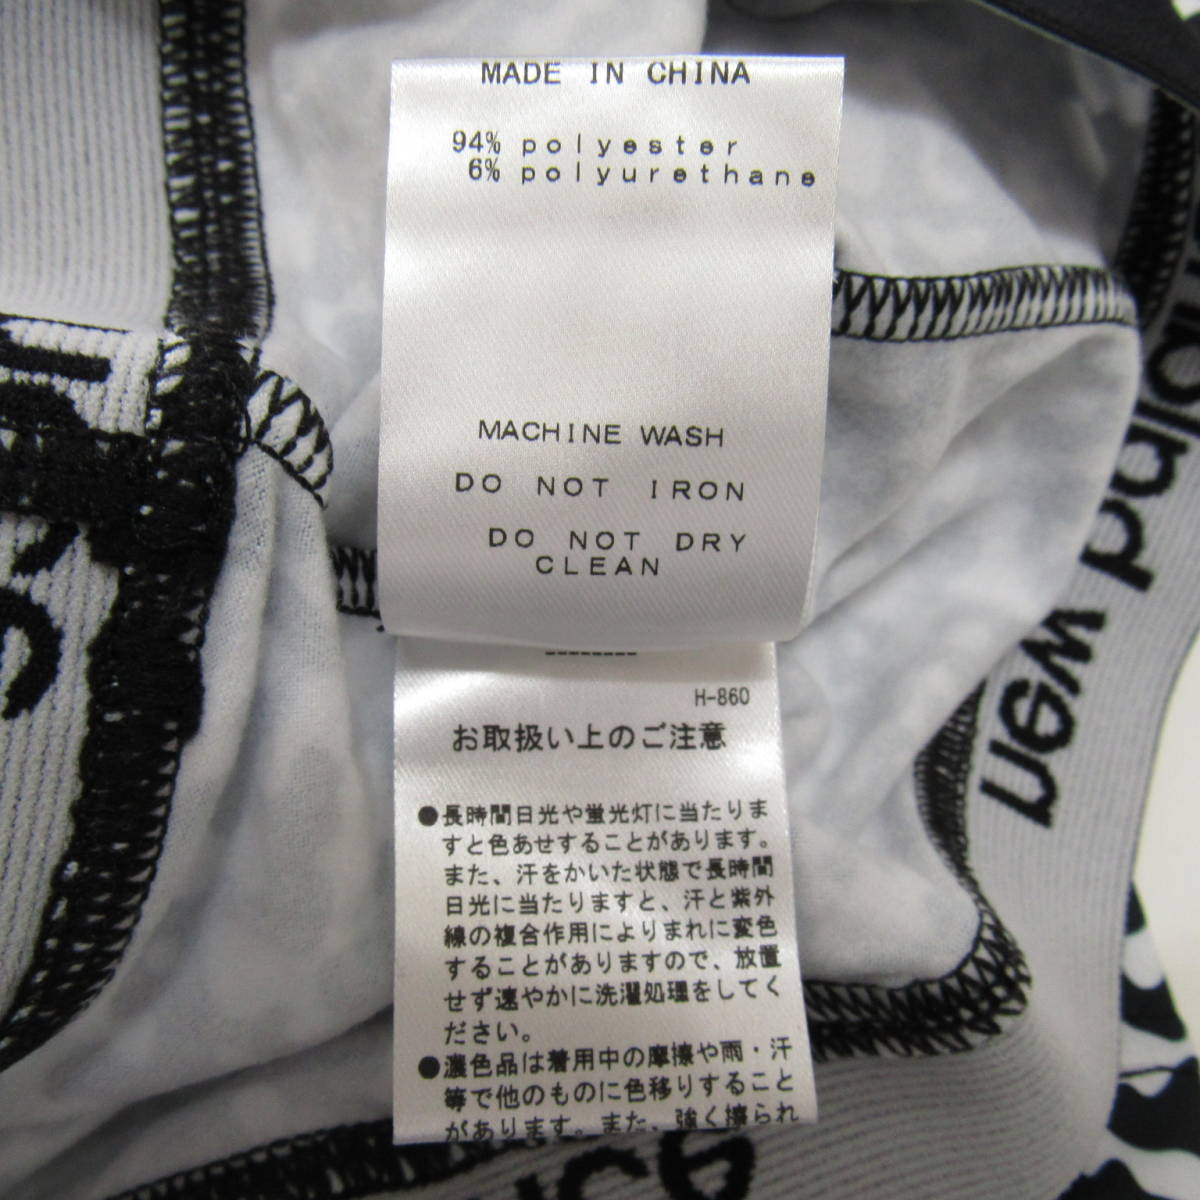 MADE IN CHINA
94% polyester
6% polyurethane
MACHINE WASH
DO NOT IRON
DO NOT DRY
CLEAN
H-860
お取扱い上のご注意
●長時間日光や蛍光灯に当たりま
すと色あせすることがあります。
また、汗をかいた状態で長時間
日光に当たりますと、汗と紫外
線の複合作用によりまれに変色
することがありますので、放置
せず速やかに洗濯処理をしてく
ださい。
●濃色品は着用中の摩擦や雨・汗
等で他のものに色移りすること
があります。また、強く擦られ